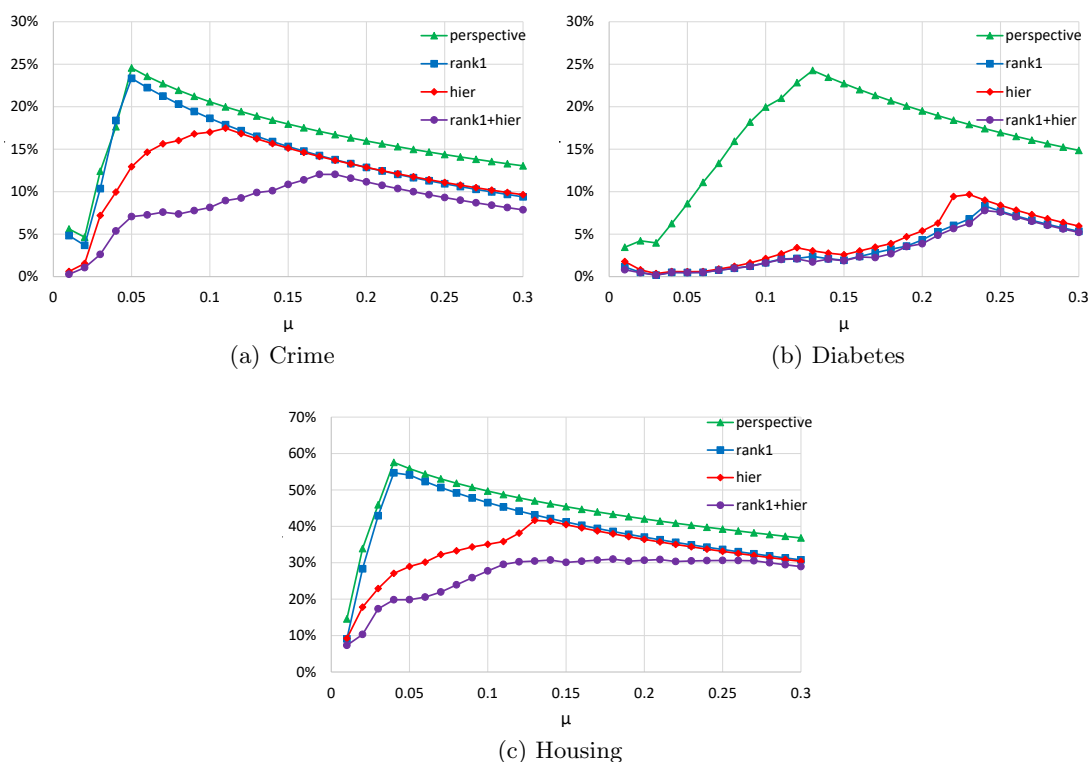 30%
25%
20%
15%
10%
5%
0%
0 0.05 0.1 0.15 0.2 0.25 0.3
μ
perspective
rank1
hier
rank1+hier
(a) Crime
30%
25%
20%
15%
10%
5%
0%
0 0.05 0.1 0.15 0.2 0.25 0.3
μ
perspective
rank1
hier
rank1+hier
(b) Diabetes
70%
60%
50%
40%
30%
20%
10%
0%
0 0.05 0.1 0.15 0.2 0.25 0.3
μ
perspective
rank1
hier
rank1+hier
(c) Housing